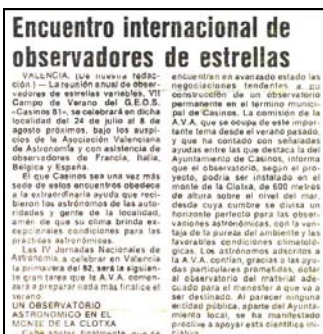 Encuentro internacional de
observadores de estrellas
VALENCIA. (De nuestra redac-
ción.) — La reunión anual de obser-
vadores de estrellas variables, VII
Campo de Verano del G.E.O.S.
«Casinos 81», se celebrará en dicha
localidad del 24 de julio al 8 de
agosto próximos, bajo los auspi-
cios de la Asociación Valenciana
de Astronomía y con asistencia de
observadores de Francia, Italia,
Bélgica y España.
El que Casinos sea una vez más
sede de estos encuentros obedece
a la extraordinaria ayuda que reci-
bieron los astrónomos de las auto-
ridades y gente de la localidad,
amén de que su clima brinda ex-
cepcionales condiciones para las
prácticas astronómicas.
Las IV Jornadas Nacionales de
Astronomía, a celebrar en Valencia
la primavera del 82, será la siguien-
te gran tarea que la A.V.A. comen-
zará a preparar nada más finalice el
verano.
UN OBSERVATORIO
ASTRONOMICO EN EL
MONTE DE LA CLOTXA
encuentran en avanzado estado las
negociaciones tendentes a la
construcción de un observatorio
permanente en el término munici-
pal de Casinos. La comisión de la
A.V.A. que se ocupa de este impor-
tante tema desde el verano pasado,
y que ha contado con señaladas
ayudas entre las que destaca la del
Ayuntamiento de Casinos, informa
que el observatorio, según el pro-
yecto, podría ser instalado en el
monte de la Clotxa, de 600 metros
de altura sobre el nivel del mar,
desde cuya cumbre se divisa un
horizonte perfecto para las obser-
vaciones astronómicas, con la ven-
taja de la pureza del ambiente y las
favorables condiciones climatoló-
gicas. Los astrónomos adscritos a
la A.V.A. confían, gracias a las ayu-
das particulares prometidas, dotar
al observatorio del material ade-
cuado para el menester a que va a
ser destinado. Al parecer ninguna
entidad pública, aparte del Ayunta-
miento local, se ha manifestado
proclive a apoyar esta científica ini-